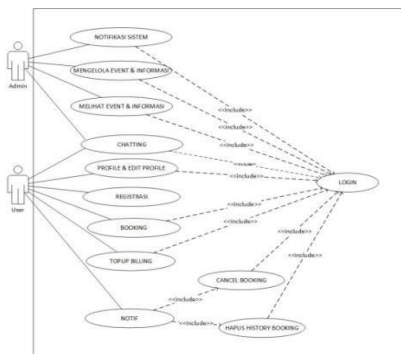 NOTIFIKASI SISTEM
MENGELOLA EVENT & INFORMASI
Admin
MELIHAT EVENT & INFORMASI
<<include>>
<<include>>
<<include>>
CHATTING
PROFILE & EDIT PROFILE
<<include>>
LOGIN
REGISTRASI
User
BOOKING
<<include>>
<<include>>
TOPUP BILLING
<<include>>
<<include>>
CANCEL BOOKING
<<include>>
NOTIF
<<include>>
HAPUS HISTORY BOOKING